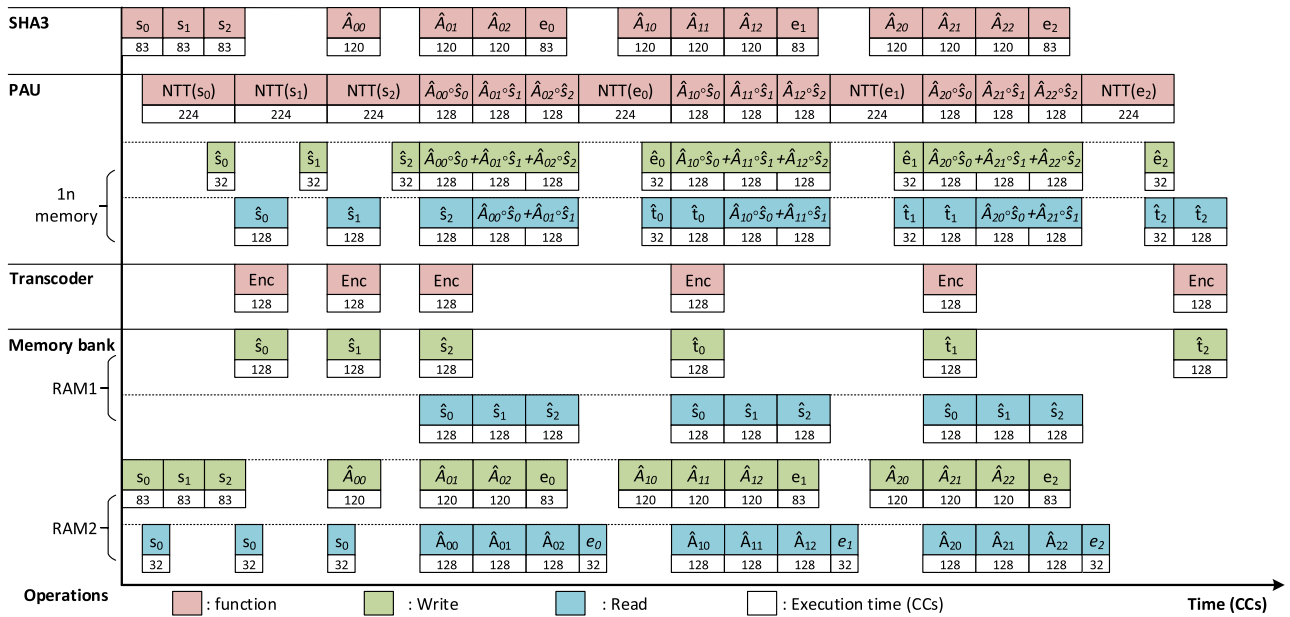 SHA3 s₀ s₁ s₂ Â₀₀ Â₀₁ Â₀₂ e₀ Â₁₀ Â₁₁ Â₁₂ e₁ Â₂₀ Â₂₁ Â₂₂ e₂
83 83 83 120 120 120 83 120 120 120 83 120 120 120 83
PAU NTT(s₀) NTT(s₁) NTT(s₂) Â₀₀∘ŝ₀ Â₀₁∘ŝ₁ Â₀₂∘ŝ₂ NTT(e₀) Â₁₀∘ŝ₀ Â₁₁∘ŝ₁ Â₁₂∘ŝ₂ NTT(e₁) Â₂₀∘ŝ₀ Â₂₁∘ŝ₁ Â₂₂∘ŝ₂ NTT(e₂)
224 224 224 128 128 128 224 128 128 128 224 128 128 128 224
ŝ₀ ŝ₁ ŝ₂ Â₀₀∘ŝ₀+Â₀₁∘ŝ₁+Â₀₂∘ŝ₂ ê₀ Â₁₀∘ŝ₀+Â₁₁∘ŝ₁+Â₁₂∘ŝ₂ ê₁ Â₂₀∘ŝ₀+Â₂₁∘ŝ₁+Â₂₂∘ŝ₂ ê₂
32 32 32 128 128 128 32 128 128 128 32 128 128 128 32
1n
memory
ŝ₀ ŝ₁ ŝ₂ Â₀₀∘ŝ₀+Â₀₁∘ŝ₁ t̂₀ t̂₀ Â₁₀∘ŝ₀+Â₁₁∘ŝ₁ t̂₁ t̂₁ Â₂₀∘ŝ₀+Â₂₁∘ŝ₁ t̂₂ t̂₂
128 128 128 128 128 32 128 128 128 32 128 128 128 32 128
Transcoder Enc Enc Enc Enc Enc Enc
128 128 128 128 128 128
Memory bank ŝ₀ ŝ₁ ŝ₂ t̂₀ t̂₁ t̂₂
128 128 128 128 128 128
RAM1
ŝ₀ ŝ₁ ŝ₂ ŝ₀ ŝ₁ ŝ₂ ŝ₀ ŝ₁ ŝ₂
128 128 128 128 128 128 128 128 128
s₀ s₁ s₂ Â₀₀ Â₀₁ Â₀₂ e₀ Â₁₀ Â₁₁ Â₁₂ e₁ Â₂₀ Â₂₁ Â₂₂ e₂
83 83 83 120 120 120 83 120 120 120 83 120 120 120 83
RAM2
s₀ s₀ s₀ Â₀₀ Â₀₁ Â₀₂ e₀ Â₁₀ Â₁₁ Â₁₂ e₁ Â₂₀ Â₂₁ Â₂₂ e₂
32 32 32 128 128 128 32 128 128 128 32 128 128 128 32
Operations : function : Write : Read : Execution time (CCs) Time (CCs)